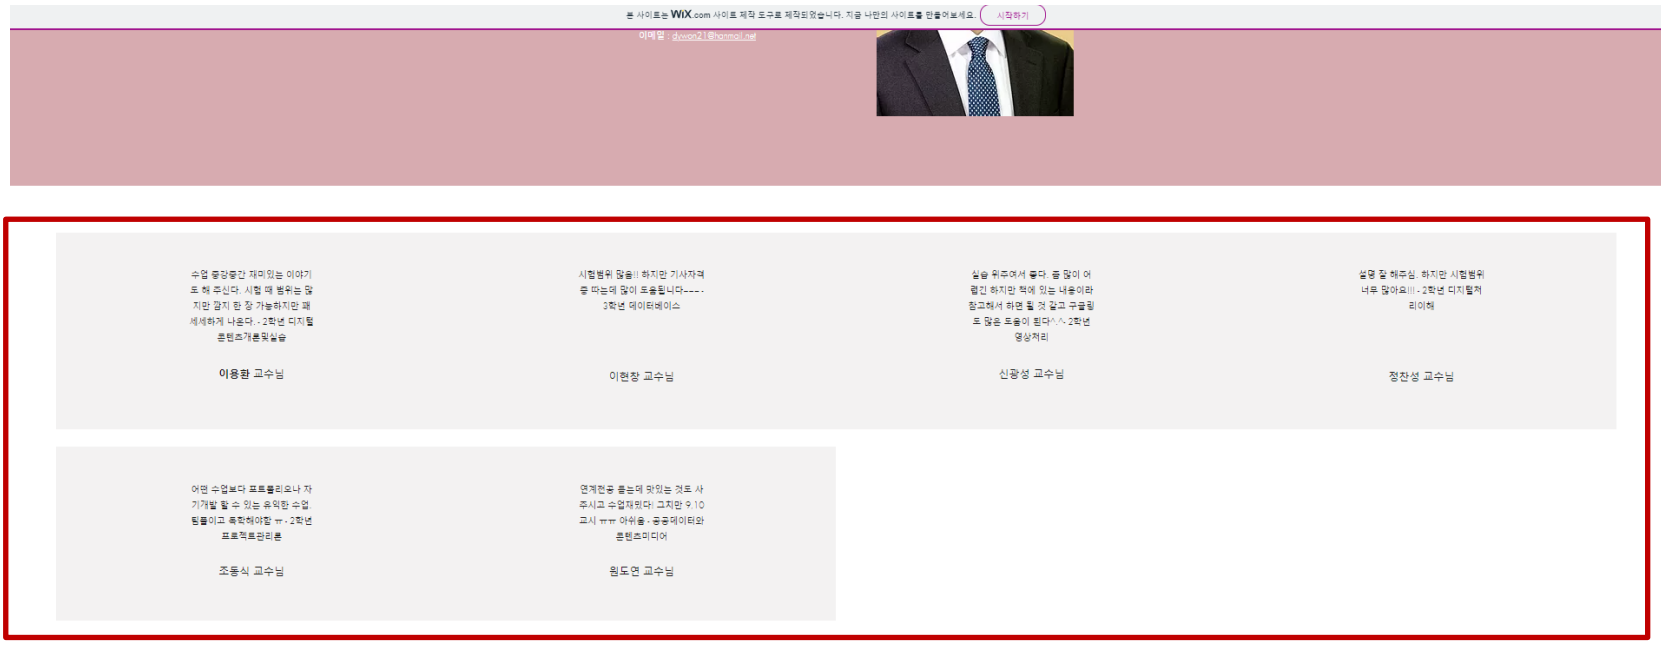 본 사이트는 WiX.com 사이트 제작 도구로 제작되었습니다. 지금 나만의 사이트를 만들어보세요. 시작하기
이메일 : dywon21@hanmail.net
수업 중강중간 재미있는 이야기
도 해 주신다. 시험 때 범위는 많
지만 깜지 한 장 가능하지만 꽤
세세하게 나온다. - 2학년 디지털
콘텐츠개론및실습
이용환 교수님
시험범위 많음!! 하지만 기사자격
증 따는데 많이 도움됩니다~~~ -
3학년 데이터베이스
이현창 교수님
실습 위주여서 좋다. 좀 많이 어
렵긴 하지만 책에 있는 내용이라
참고해서 하면 될 것 같고 구글링
도 많은 도움이 된다^.^- 2학년
영상처리
신광성 교수님
설명 잘 해주심. 하지만 시험범위
너무 많아요!!! - 2학년 디지털처
리이해
정찬성 교수님
어떤 수업보다 포트폴리오나 자
기개발 할 수 있는 유익한 수업.
팀플이고 독학해야함 ㅠ - 2학년
프로젝트관리론
조동식 교수님
연계전공 듣는데 맛있는 것도 사
주시고 수업재밌다! 그치만 9,10
교시 ㅠㅠ 아쉬움 - 공공데이터와
콘텐츠미디어
원도연 교수님